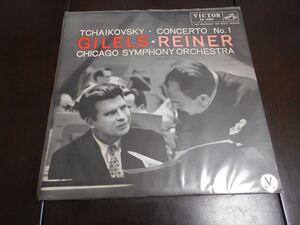 VICTOR
TCHAIKOVSKY · CONCERTO No. 1
GILELS · REINER
CHICAGO SYMPHONY ORCHESTRA
V